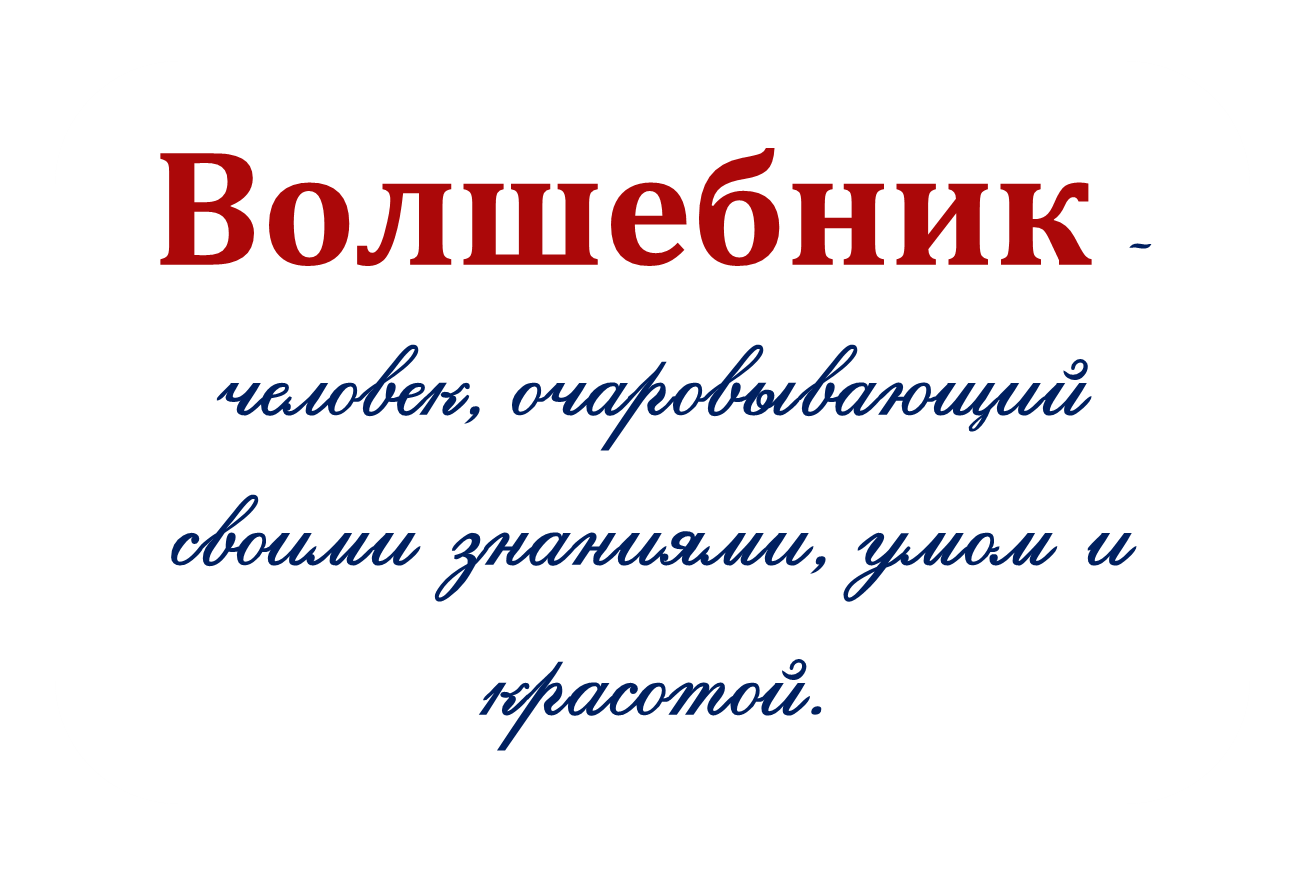 Волшебник -
человек, очаровывающий
своими знаниями, умом и
красотой.